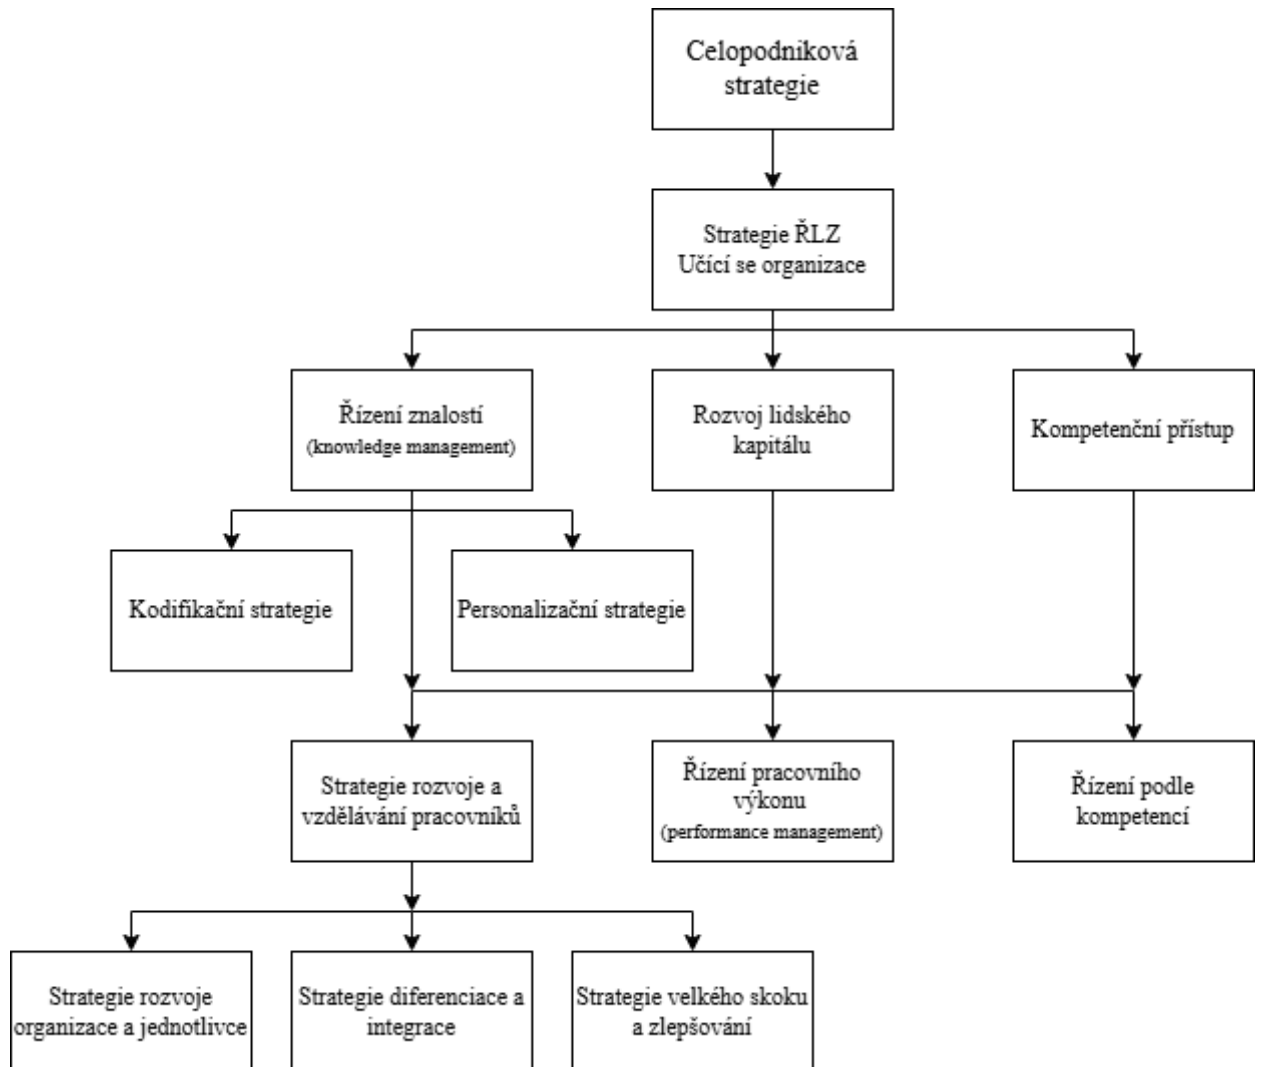 Celopodniková
strategie
Strategie ŘLZ
Učící se organizace
Řízení znalostí
(knowledge management)
Rozvoj lidského
kapitálu
Kompetenční přístup
Kodifikační strategie
Personalizační strategie
Strategie rozvoje a
vzdělávání pracovníků
Řízení pracovního
výkonu
(performance management)
Řízení podle
kompetencí
Strategie rozvoje
organizace a jednotlivce
Strategie diferenciace a
integrace
Strategie velkého skoku
a zlepšování